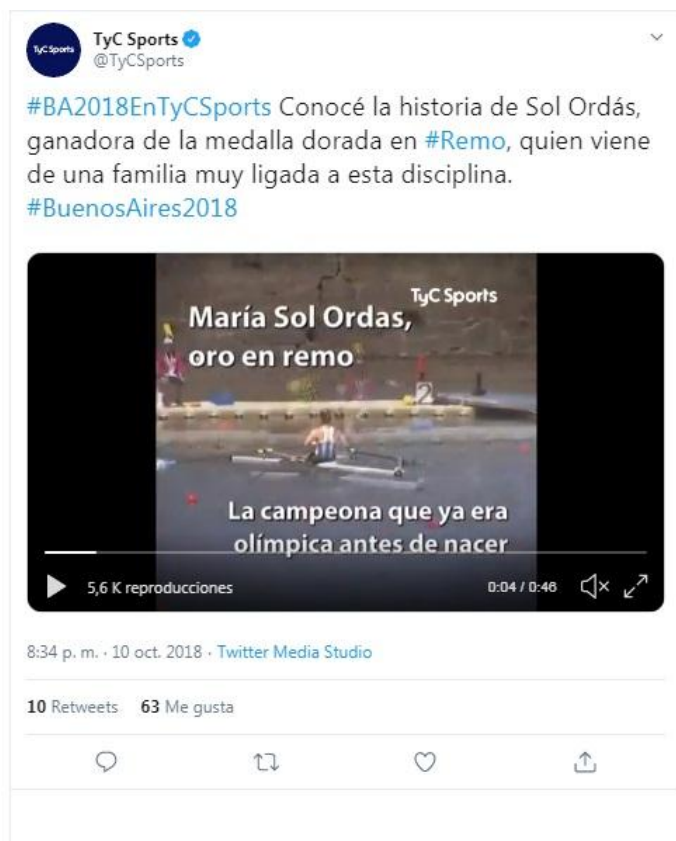 TyC Sports
TyC Sports
@TyCSports
#BA2018EnTyCSports Conocé la historia de Sol Ordás,
ganadora de la medalla dorada en #Remo, quien viene
de una familia muy ligada a esta disciplina.
#BuenosAires2018
TyC Sports
María Sol Ordas,
oro en remo
2
La campeona que ya era
olímpica antes de nacer
5,6 K reproducciones
0:04 / 0:46
8:34 p. m. · 10 oct. 2018 · Twitter Media Studio
10 Retweets 63 Me gusta